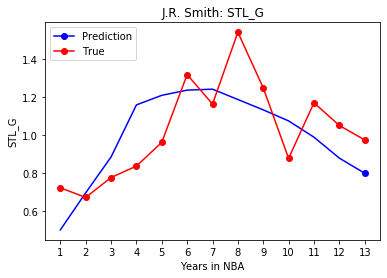 J.R. Smith: STL_G
Prediction
True
STL_G
1.4
1.2
1.0
0.8
0.6
1 2 3 4 5 6 7 8 9 10 11 12 13
Years in NBA